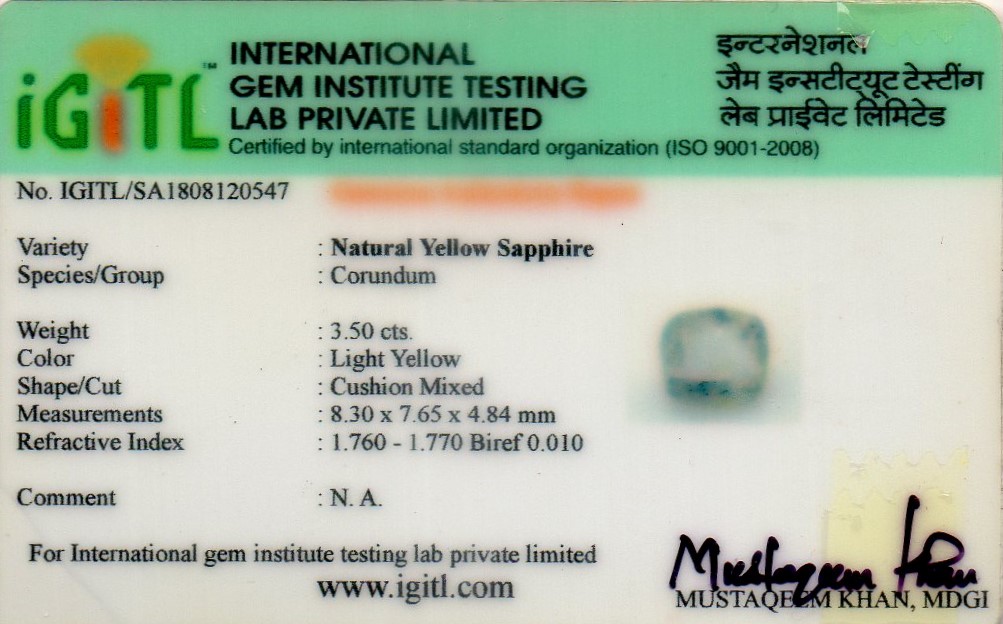 iGiTL™
INTERNATIONAL
GEM INSTITUTE TESTING
LAB PRIVATE LIMITED
Certified by international standard organization (ISO 9001-2008)
इन्टरनेशनल
जैम इन्सटीट्यूट टेस्टींग
लेब प्राईवेट लिमिटेड
No. IGITL/SA1808120547
Variety : Natural Yellow Sapphire
Species/Group : Corundum
Weight : 3.50 cts.
Color : Light Yellow
Shape/Cut : Cushion Mixed
Measurements : 8.30 x 7.65 x 4.84 mm
Refractive Index : 1.760 - 1.770 Biref 0.010
Comment : N. A.
For International gem institute testing lab private limited
www.igitl.com
Mustaqeem Khan
MUSTAQEEM KHAN, MDGI